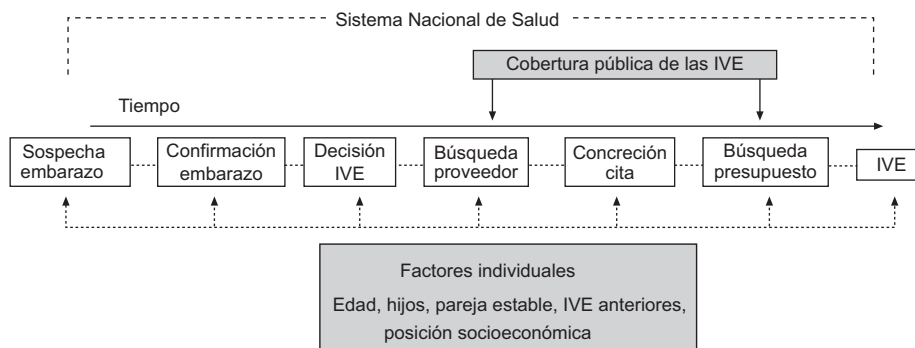 Sistema Nacional de Salud
Cobertura pública de las IVE
Tiempo
Sospecha
embarazo
Confirmación
embarazo
Decisión
IVE
Búsqueda
proveedor
Concreción
cita
Búsqueda
presupuesto
IVE
Factores individuales
Edad, hijos, pareja estable, IVE anteriores,
posición socioeconómica